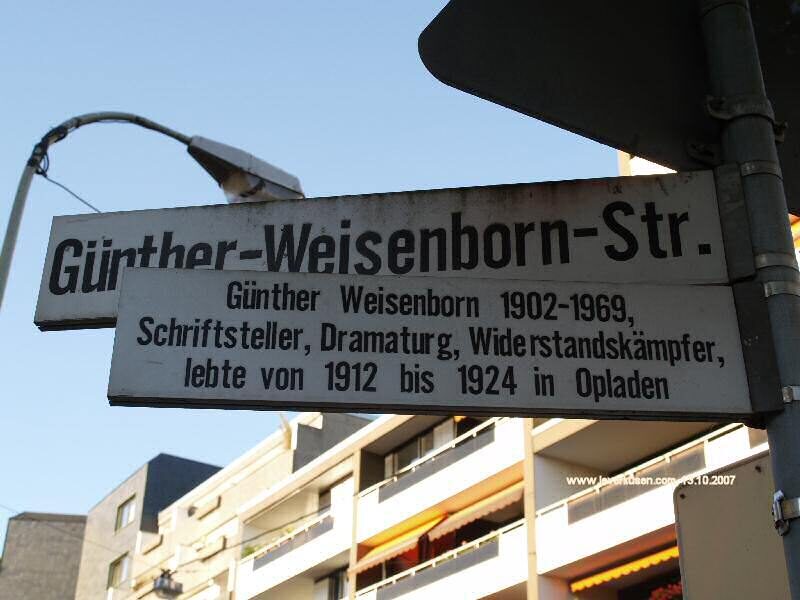 Günther-Weisenborn-Str.
Günther Weisenborn 1902-1969,
Schriftsteller, Dramaturg, Widerstandskämpfer,
lebte von 1912 bis 1924 in Opladen
www.leverkusen.com 13.10.2007